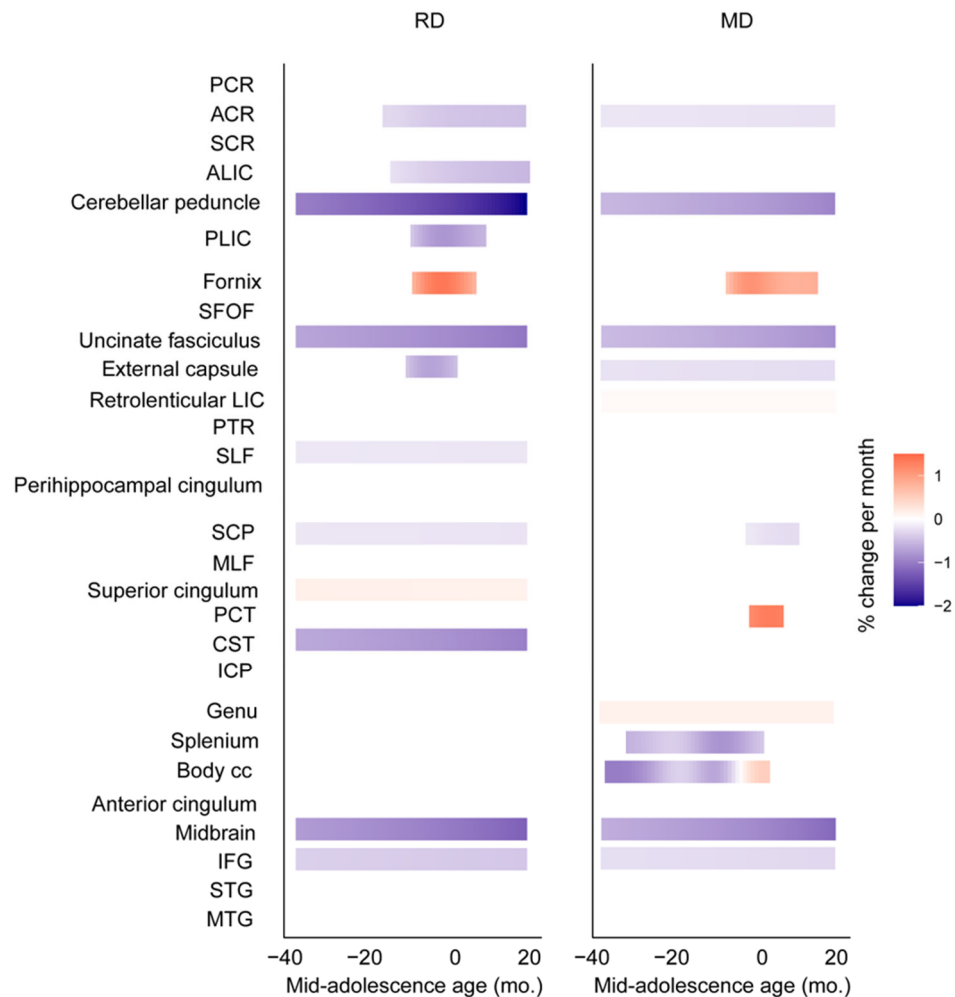 RD
MD
PCR
ACR
SCR
ALIC
Cerebellar peduncle
PLIC
Fornix
SFOF
Uncinate fasciculus
External capsule
Retrolenticular LIC
PTR
SLF
Perihippocampal cingulum
SCP
MLF
Superior cingulum
PCT
CST
ICP
Genu
Splenium
Body cc
Anterior cingulum
Midbrain
IFG
STG
MTG
% change per month
1
0
−1
−2
−40 −20 0 20
−40 −20 0 20
Mid-adolescence age (mo.)
Mid-adolescence age (mo.)